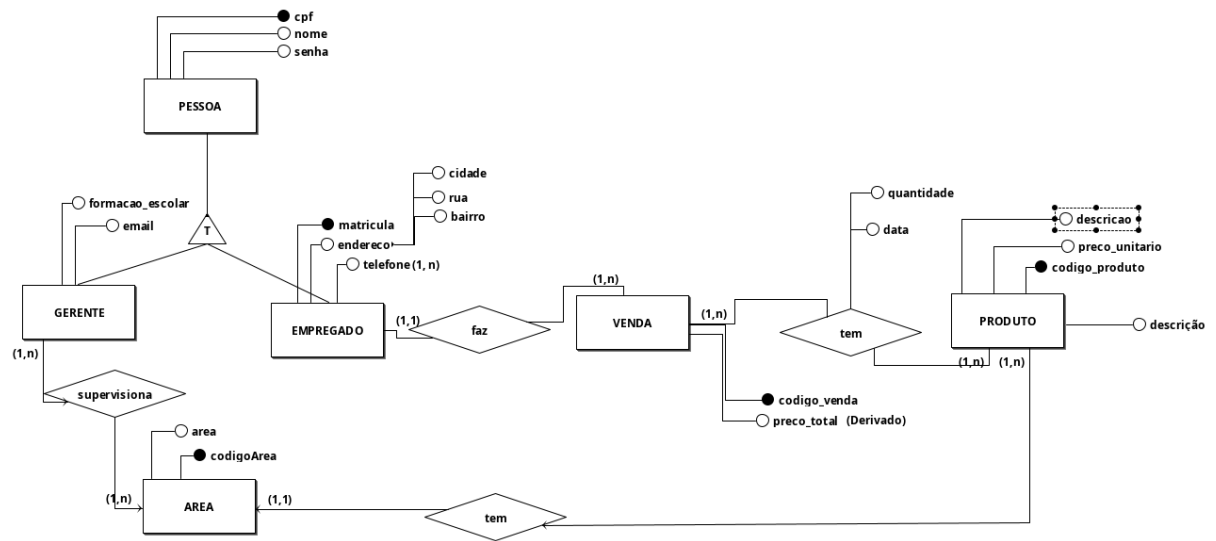 cpf
nome
senha
PESSOA
cidade
rua
bairro
quantidade
formacao_escolar
email
T
matricula
endereco
telefone (1, n)
data
descricao
preco_unitario
codigo_produto
GERENTE
EMPREGADO
(1,1)
faz
(1,n)
VENDA
(1,n)
tem
PRODUTO
descrição
(1,n)
(1,n)
(1,n)
supervisiona
codigo_venda
preco_total (Derivado)
area
codigoArea
(1,n)
AREA
(1,1)
tem